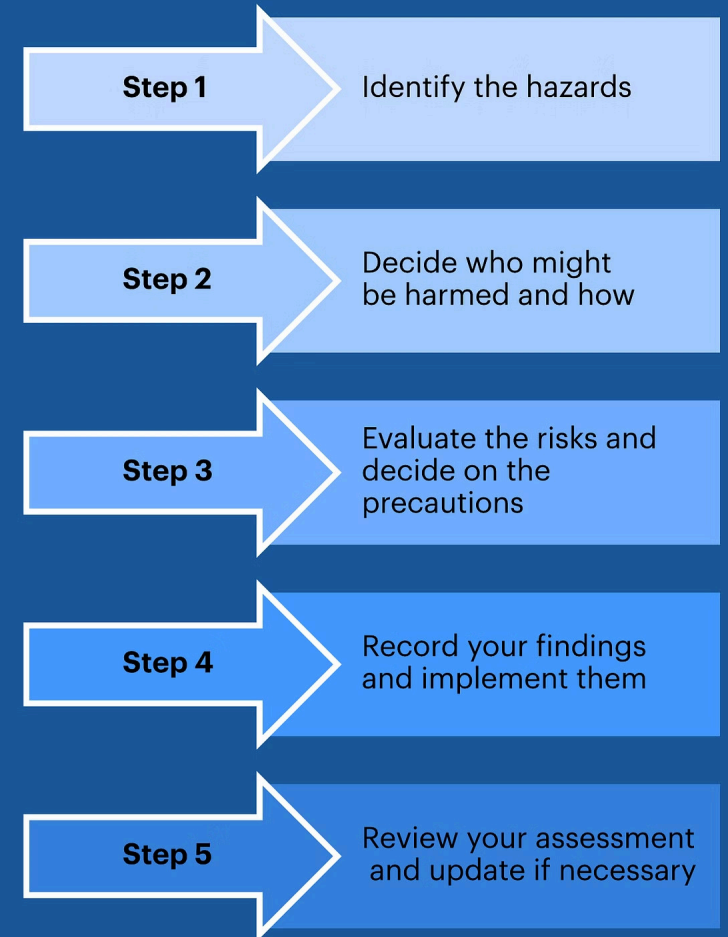 Step 1
Identify the hazards
Step 2
Decide who might
be harmed and how
Step 3
Evaluate the risks and
decide on the
precautions
Step 4
Record your findings
and implement them
Step 5
Review your assessment
and update if necessary